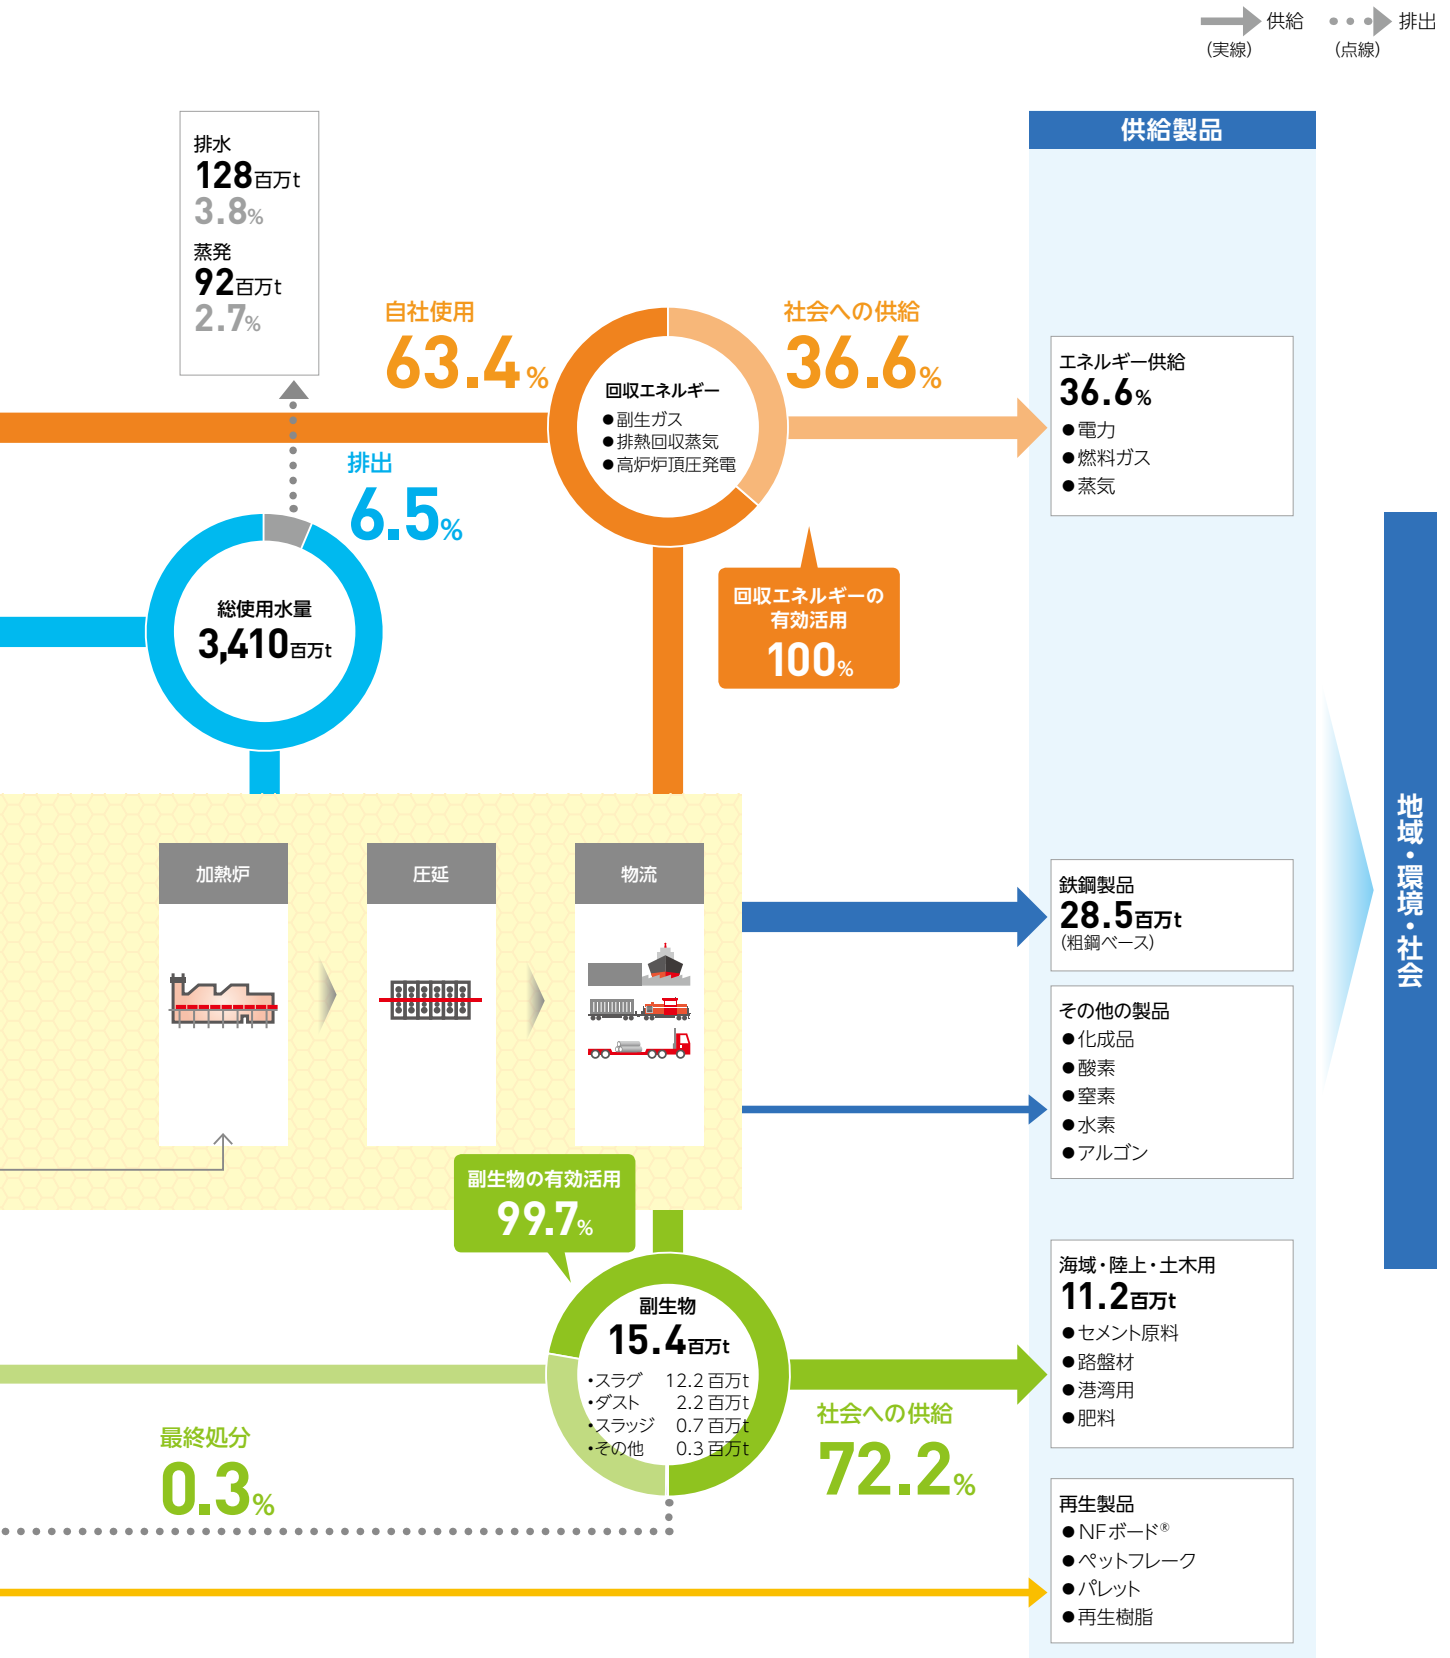 供給
排出
(実線)
(点線)
供給製品
排水
128百万t
3.8%
蒸発
92百万t
2.7%
自社使用
63.4%
社会への供給
36.6%
回収エネルギー
●副生ガス
●排熱回収蒸気
●高炉炉頂圧発電
エネルギー供給
36.6%
●電力
●燃料ガス
●蒸気
排出
6.5%
総使用水量
3,410百万t
回収エネルギーの
有効活用
100%
加熱炉
圧延
物流
鉄鋼製品
28.5百万t
(粗鋼ベース)
その他の製品
●化成品
●酸素
●窒素
●水素
●アルゴン
地域・環境・社会
副生物の有効活用
99.7%
副生物
15.4百万t
・スラグ 12.2百万t
・ダスト 2.2百万t
・スラッジ 0.7百万t
・その他 0.3百万t
社会への供給
72.2%
最終処分
0.3%
海域・陸上・土木用
11.2百万t
●セメント原料
●路盤材
●港湾用
●肥料
再生製品
●NFボード®
●ペットフレーク
●パレット
●再生樹脂